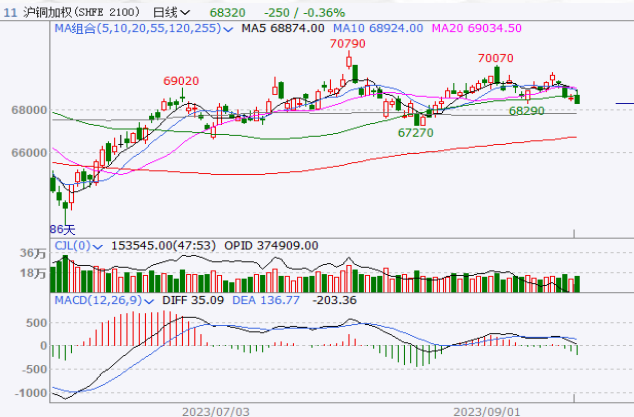 11 沪铜加权(SHFE 2100) 日线 68320 -250 / -0.36%
MA组合(5,10,20,55,120,255) MA5 68874.00 MA10 68924.00 MA20 69034.50
70790
70070
69020
68000
68290
67270
66000
86天
CJL(0) 153545.00(47:53) OPID 374909.00
36万
18万
MACD(12,26,9) DIFF 35.09 DEA 136.77 -203.36
500
0
-500
-1000
2023/07/03 2023/09/01